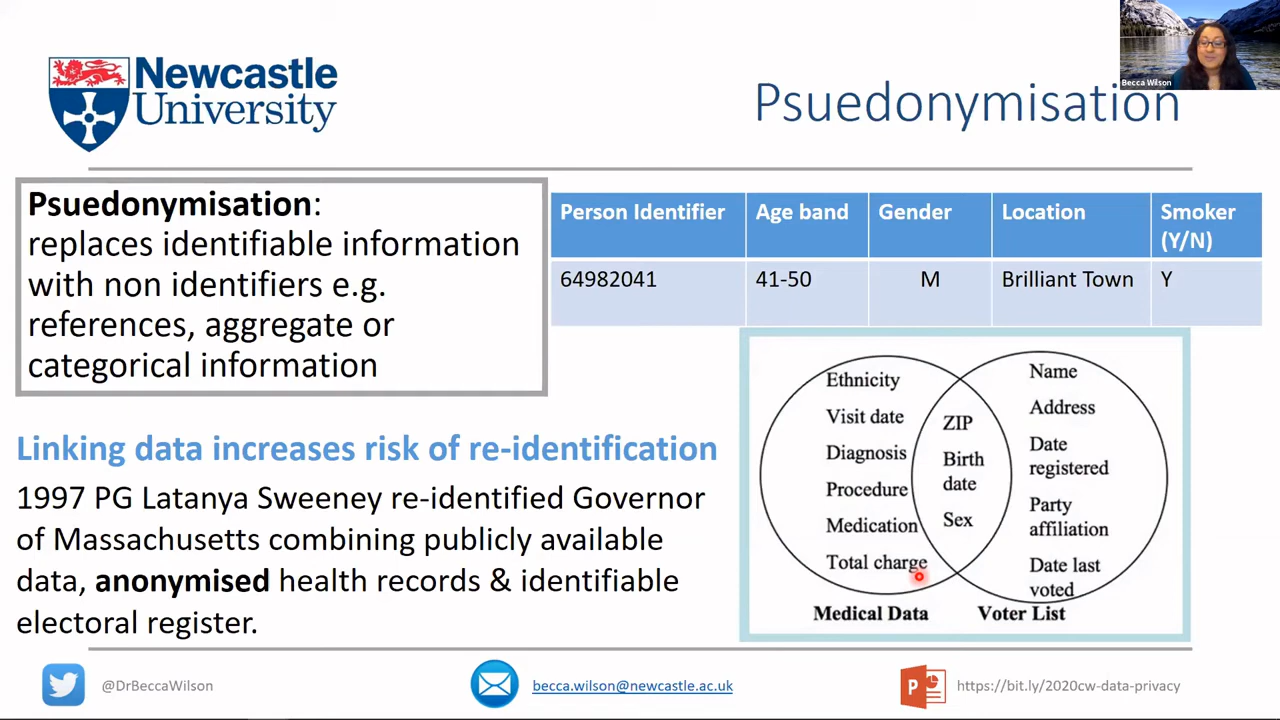 Newcastle
University
Becca Wilson
Psuedonymisation
Psuedonymisation:
replaces identifiable information
with non identifiers e.g.
references, aggregate or
categorical information
Person Identifier Age band Gender Location Smoker
(Y/N)
64982041 41-50 M Brilliant Town Y
Linking data increases risk of re-identification
1997 PG Latanya Sweeney re-identified Governor
of Massachusetts combining publicly available
data, anonymised health records & identifiable
electoral register.
Ethnicity
Visit date
Diagnosis
Procedure
Medication
Total charge
ZIP
Birth
date
Sex
Name
Address
Date
registered
Party
affiliation
Date last
voted
Medical Data Voter List
@DrBeccaWilson
becca.wilson@newcastle.ac.uk
P
https://bit.ly/2020cw-data-privacy